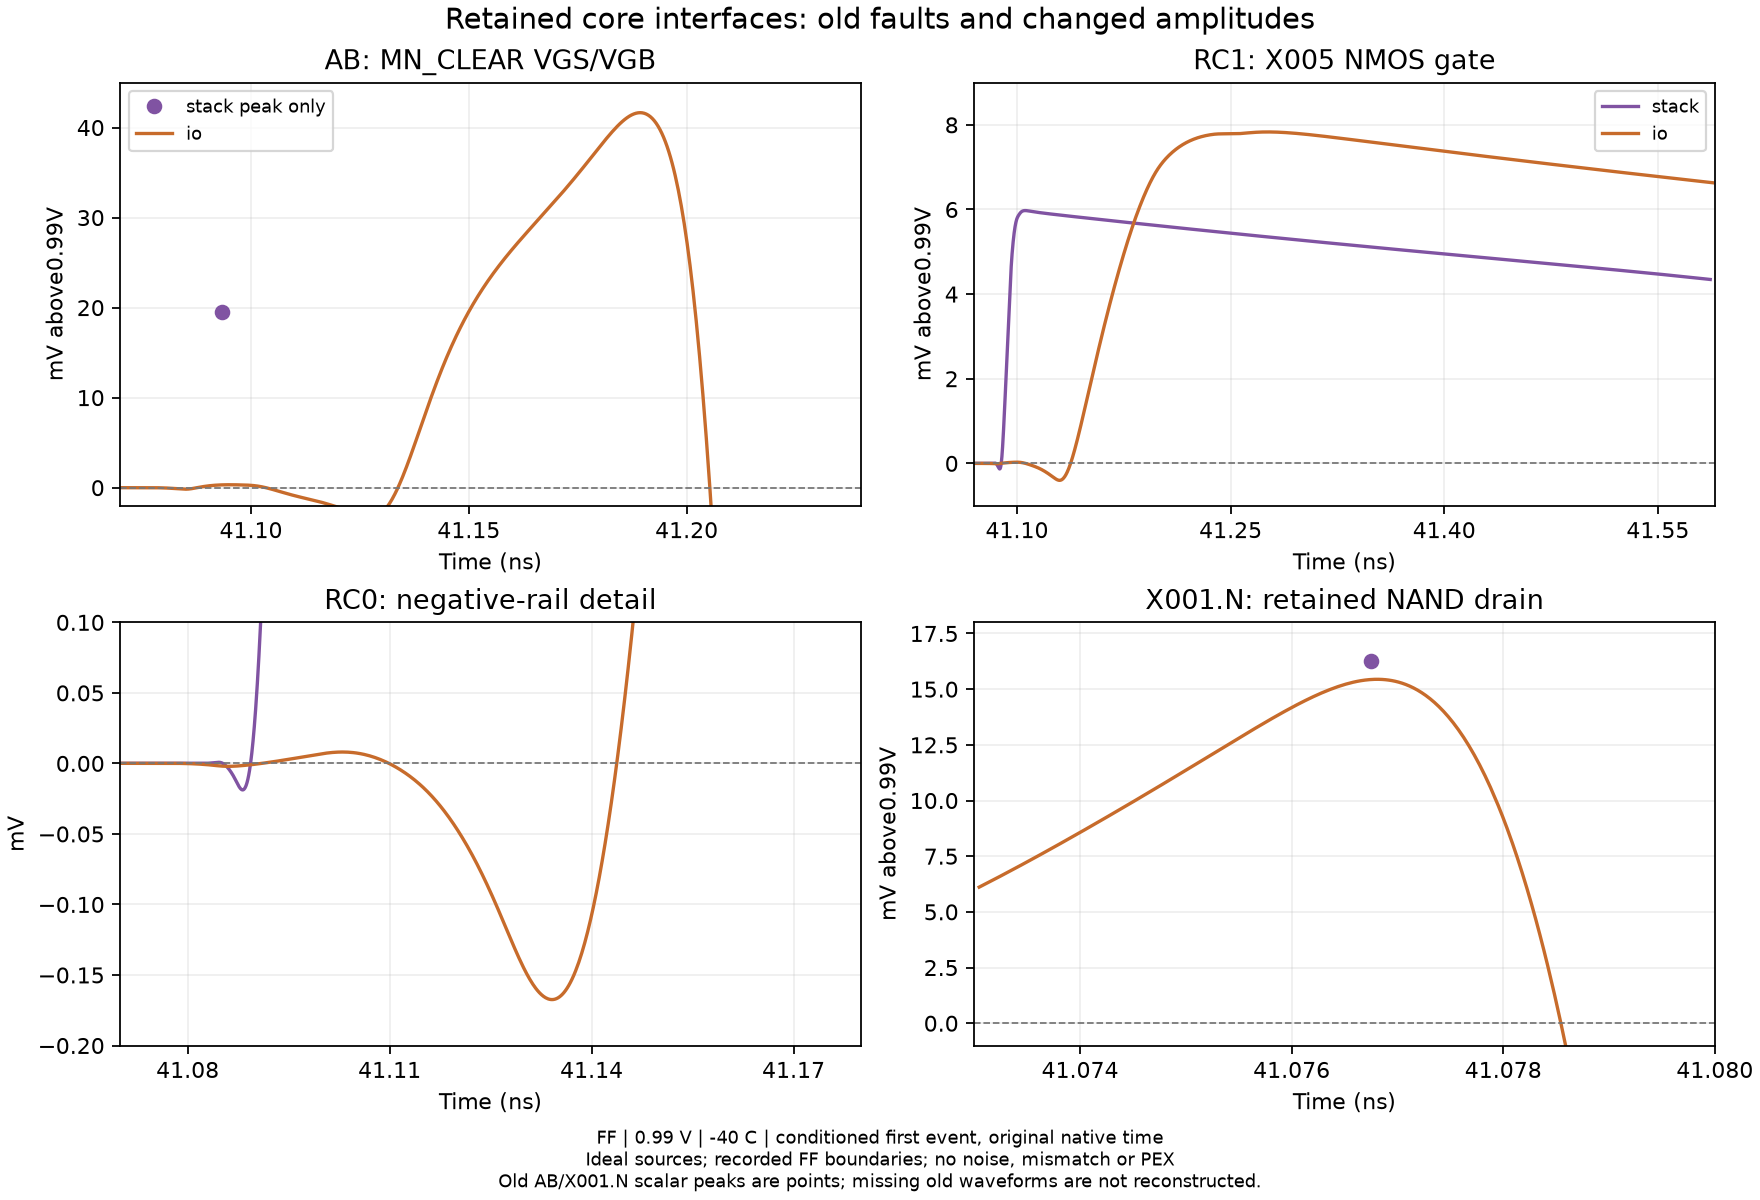 Retained core interfaces: old faults and changed amplitudes
AB: MN_CLEAR VGS/VGB
stack peak only
io
40
30
20
10
0
mV above0.99V
41.10
41.15
41.20
Time (ns)
RC1: X005 NMOS gate
stack
io
8
6
4
2
0
mV above0.99V
41.10
41.25
41.40
41.55
Time (ns)
RC0: negative-rail detail
0.10
0.05
0.00
−0.05
−0.10
−0.15
−0.20
mV
41.08
41.11
41.14
41.17
Time (ns)
X001.N: retained NAND drain
17.5
15.0
12.5
10.0
7.5
5.0
2.5
0.0
mV above0.99V
41.074
41.076
41.078
41.080
Time (ns)
FF | 0.99 V | -40 C | conditioned first event, original native time
Ideal sources; recorded FF boundaries; no noise, mismatch or PEX
Old AB/X001.N scalar peaks are points; missing old waveforms are not reconstructed.